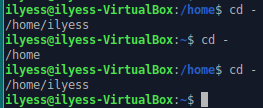 ilyess@ilyess-VirtualBox:/home$ cd -
/home/ilyess
ilyess@ilyess-VirtualBox:~$ cd -
/home
ilyess@ilyess-VirtualBox:/home$ cd -
/home/ilyess
ilyess@ilyess-VirtualBox:~$